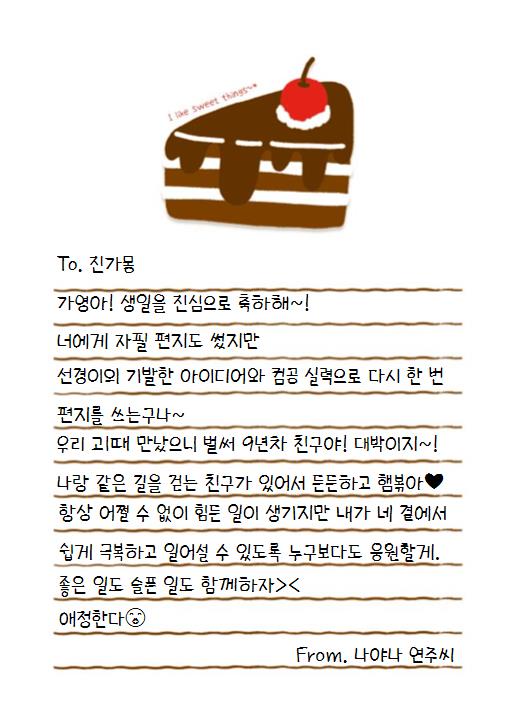 I like sweet things~*
To. 진가몽
가영아! 생일을 진심으로 축하해~!
너에게 자필 편지도 썼지만
선경이의 기발한 아이디어와 컴공 실력으로 다시 한 번
편지를 쓰는구나~
우리 고1때 만났으니 벌써 9년차 친구야! 대박이지~!
나랑 같은 길을 걷는 친구가 있어서 든든하고 햄볶아♥
항상 어쩔 수 없이 힘든 일이 생기지만 내가 네 곁에서
쉽게 극복하고 일어설 수 있도록 누구보다도 응원할게.
좋은 일도 슬픈 일도 함께하자><
애정한다😚
From. 나야나 연주씨